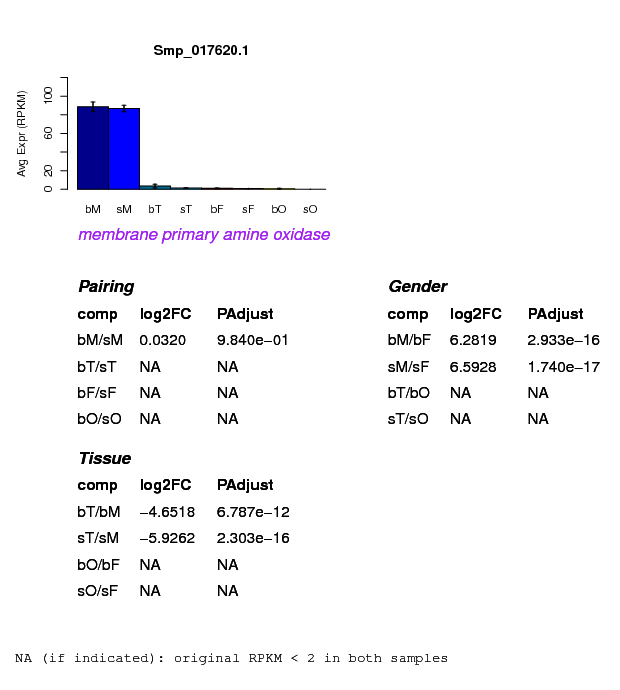 Smp_017620.1
Avg Expr (RPKM)
100
60
20
0
bM sM bT sT bF sF bO sO
membrane primary amine oxidase
Pairing
comp log2FC PAdjust
bM/sM 0.0320 9.840e−01
bT/sT NA NA
bF/sF NA NA
bO/sO NA NA
Gender
comp log2FC PAdjust
bM/bF 6.2819 2.933e−16
sM/sF 6.5928 1.740e−17
bT/bO NA NA
sT/sO NA NA
Tissue
comp log2FC PAdjust
bT/bM −4.6518 6.787e−12
sT/sM −5.9262 2.303e−16
bO/bF NA NA
sO/sF NA NA
NA (if indicated): original RPKM < 2 in both samples